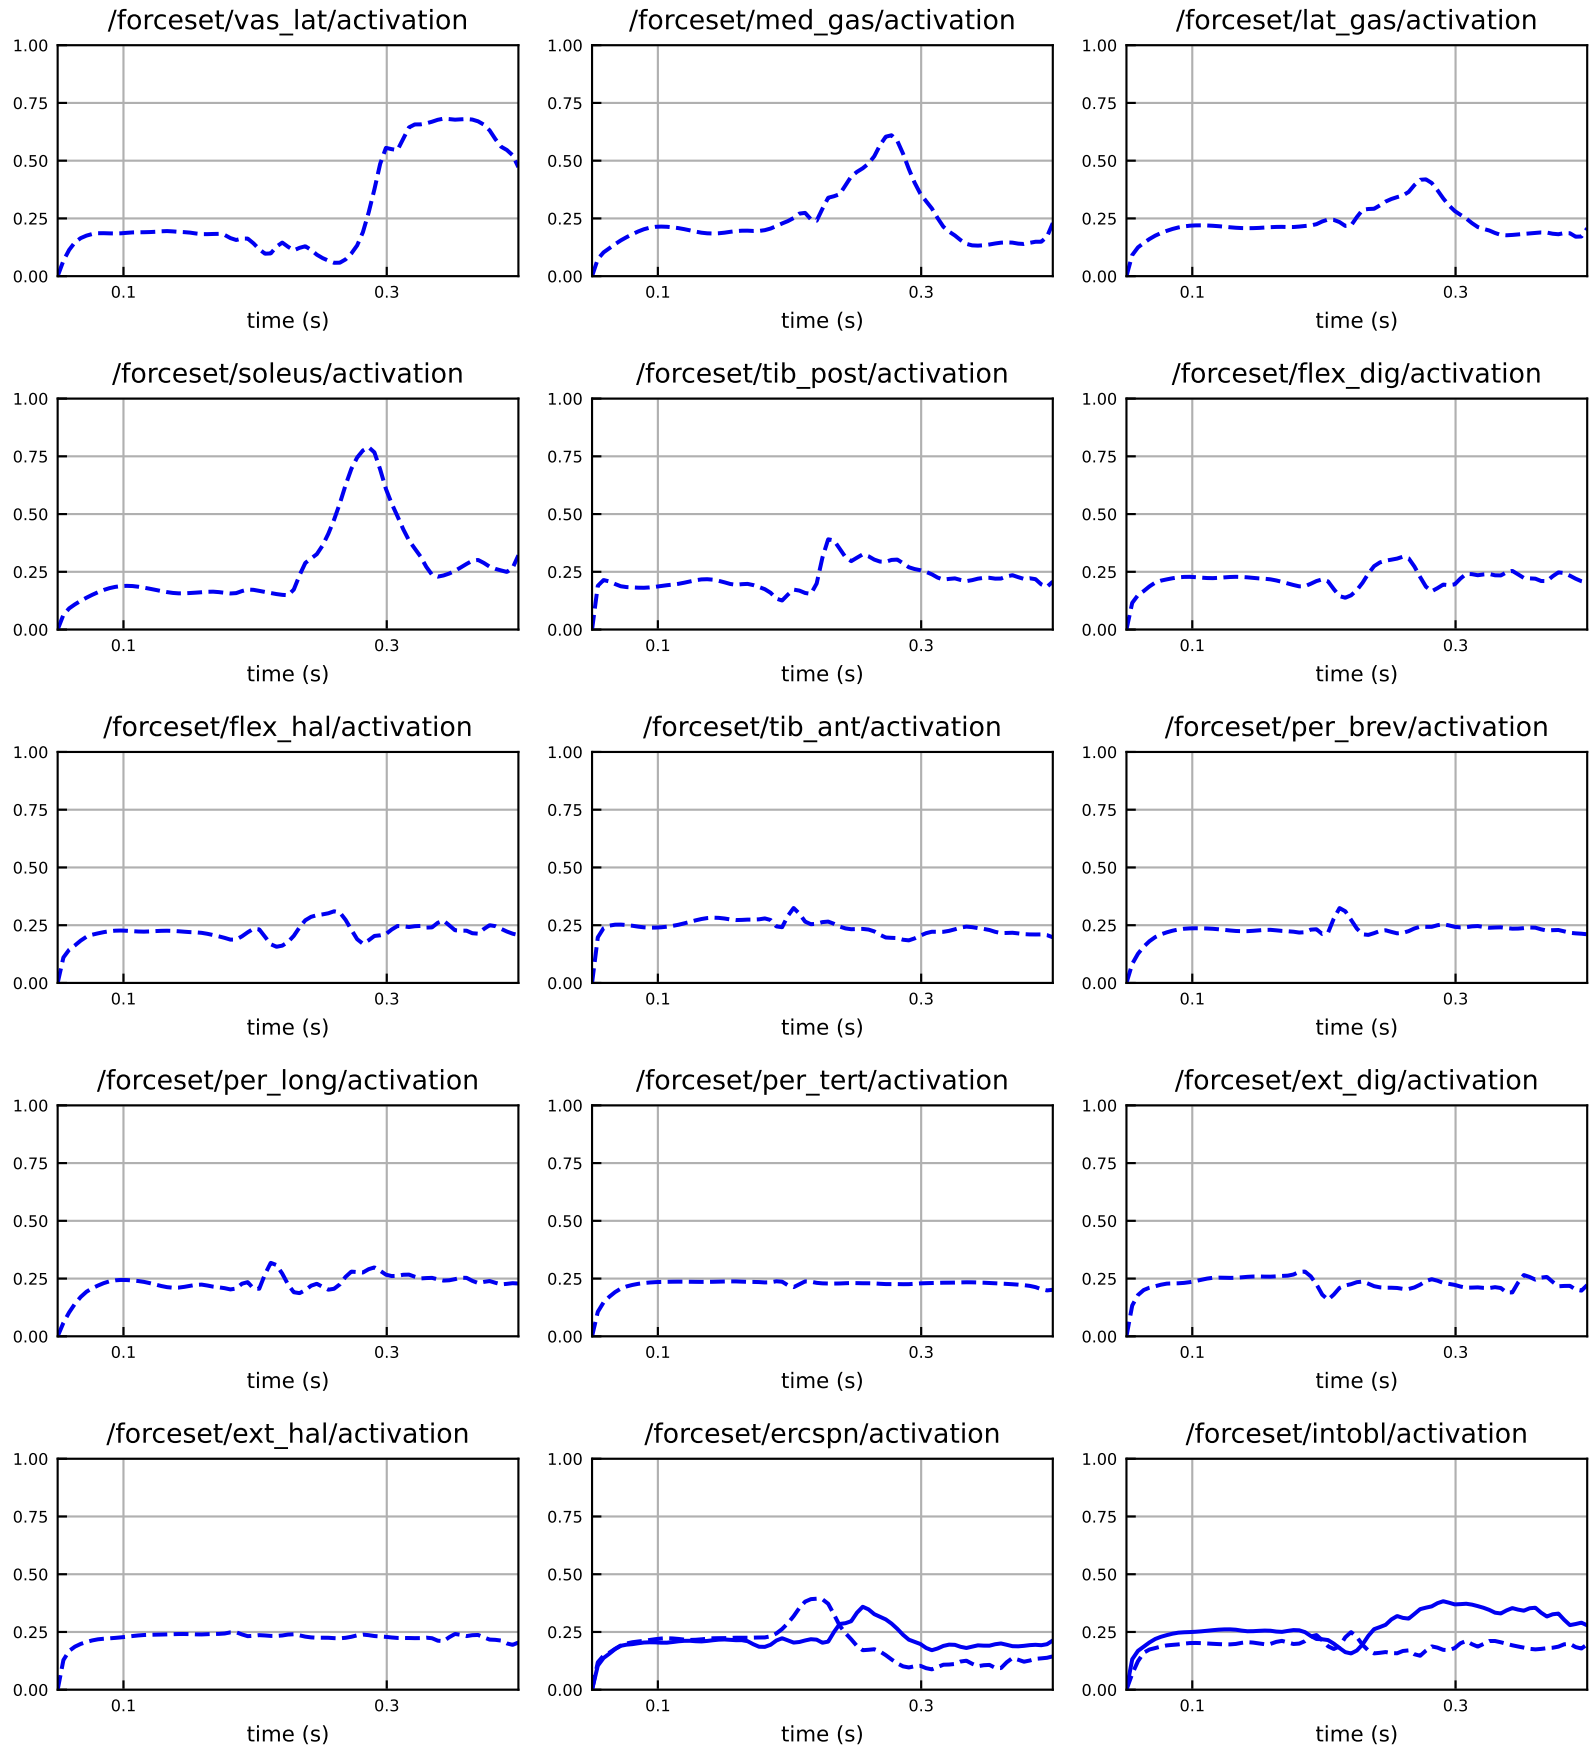 /forceset/vas_lat/activation /forceset/med_gas/activation /forceset/lat_gas/activation
1.00 1.00 1.00
0.75 0.75 0.75
0.50 0.50 0.50
0.25 0.25 0.25
0.00 0.00 0.00
0.1 0.3 0.1 0.3 0.1 0.3
time (s) time (s) time (s)
/forceset/soleus/activation /forceset/tib_post/activation /forceset/flex_dig/activation
1.00 1.00 1.00
0.75 0.75 0.75
0.50 0.50 0.50
0.25 0.25 0.25
0.00 0.00 0.00
0.1 0.3 0.1 0.3 0.1 0.3
time (s) time (s) time (s)
/forceset/flex_hal/activation /forceset/tib_ant/activation /forceset/per_brev/activation
1.00 1.00 1.00
0.75 0.75 0.75
0.50 0.50 0.50
0.25 0.25 0.25
0.00 0.00 0.00
0.1 0.3 0.1 0.3 0.1 0.3
time (s) time (s) time (s)
/forceset/per_long/activation /forceset/per_tert/activation /forceset/ext_dig/activation
1.00 1.00 1.00
0.75 0.75 0.75
0.50 0.50 0.50
0.25 0.25 0.25
0.00 0.00 0.00
0.1 0.3 0.1 0.3 0.1 0.3
time (s) time (s) time (s)
/forceset/ext_hal/activation /forceset/ercspn/activation /forceset/intobl/activation
1.00 1.00 1.00
0.75 0.75 0.75
0.50 0.50 0.50
0.25 0.25 0.25
0.00 0.00 0.00
0.1 0.3 0.1 0.3 0.1 0.3
time (s) time (s) time (s)